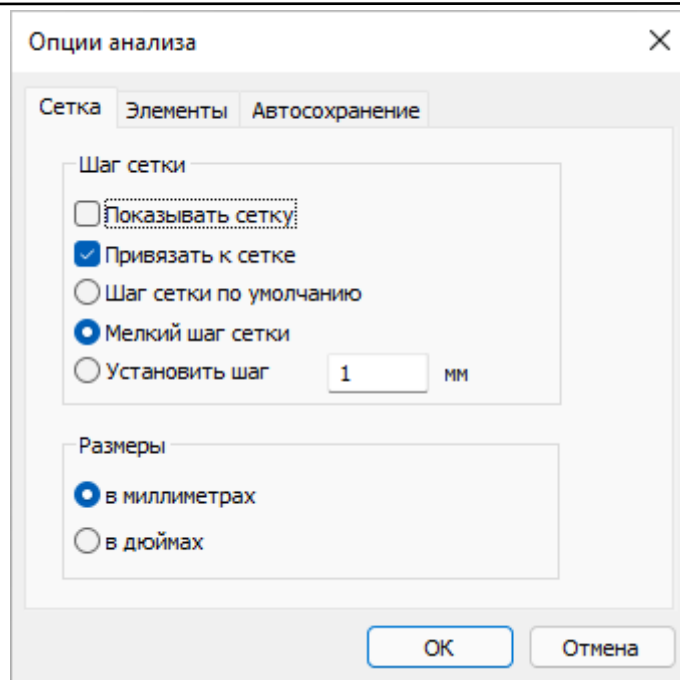 Опции анализа
Сетка Элементы Автосохранение
Шаг сетки
Показывать сетку
Привязать к сетке
Шаг сетки по умолчанию
Мелкий шаг сетки
Установить шаг 1 мм
Размеры
в миллиметрах
в дюймах
ОК Отмена